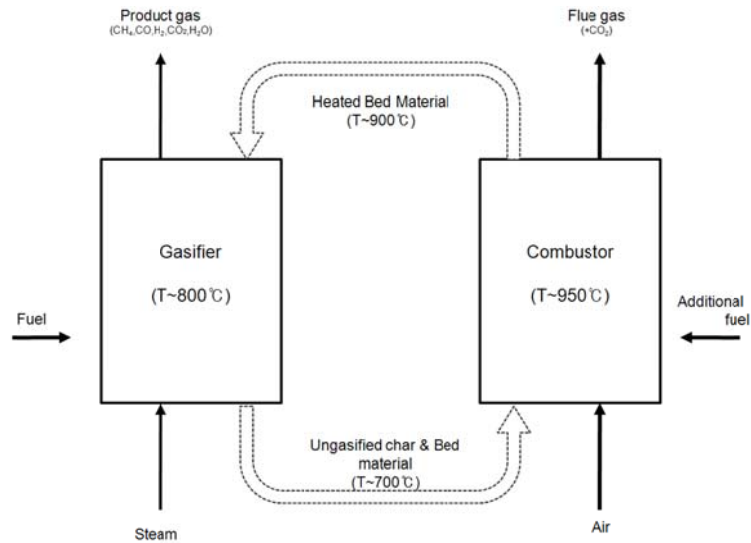 Product gas
(CH₄,CO,H₂,CO₂,H₂O)
Flue gas
(+CO₂)
Heated Bed Material
(T~900℃)
Gasifier
(T~800℃)
Combustor
(T~950℃)
Fuel
Additional
fuel
Ungasified char & Bed
material
(T~700℃)
Steam
Air